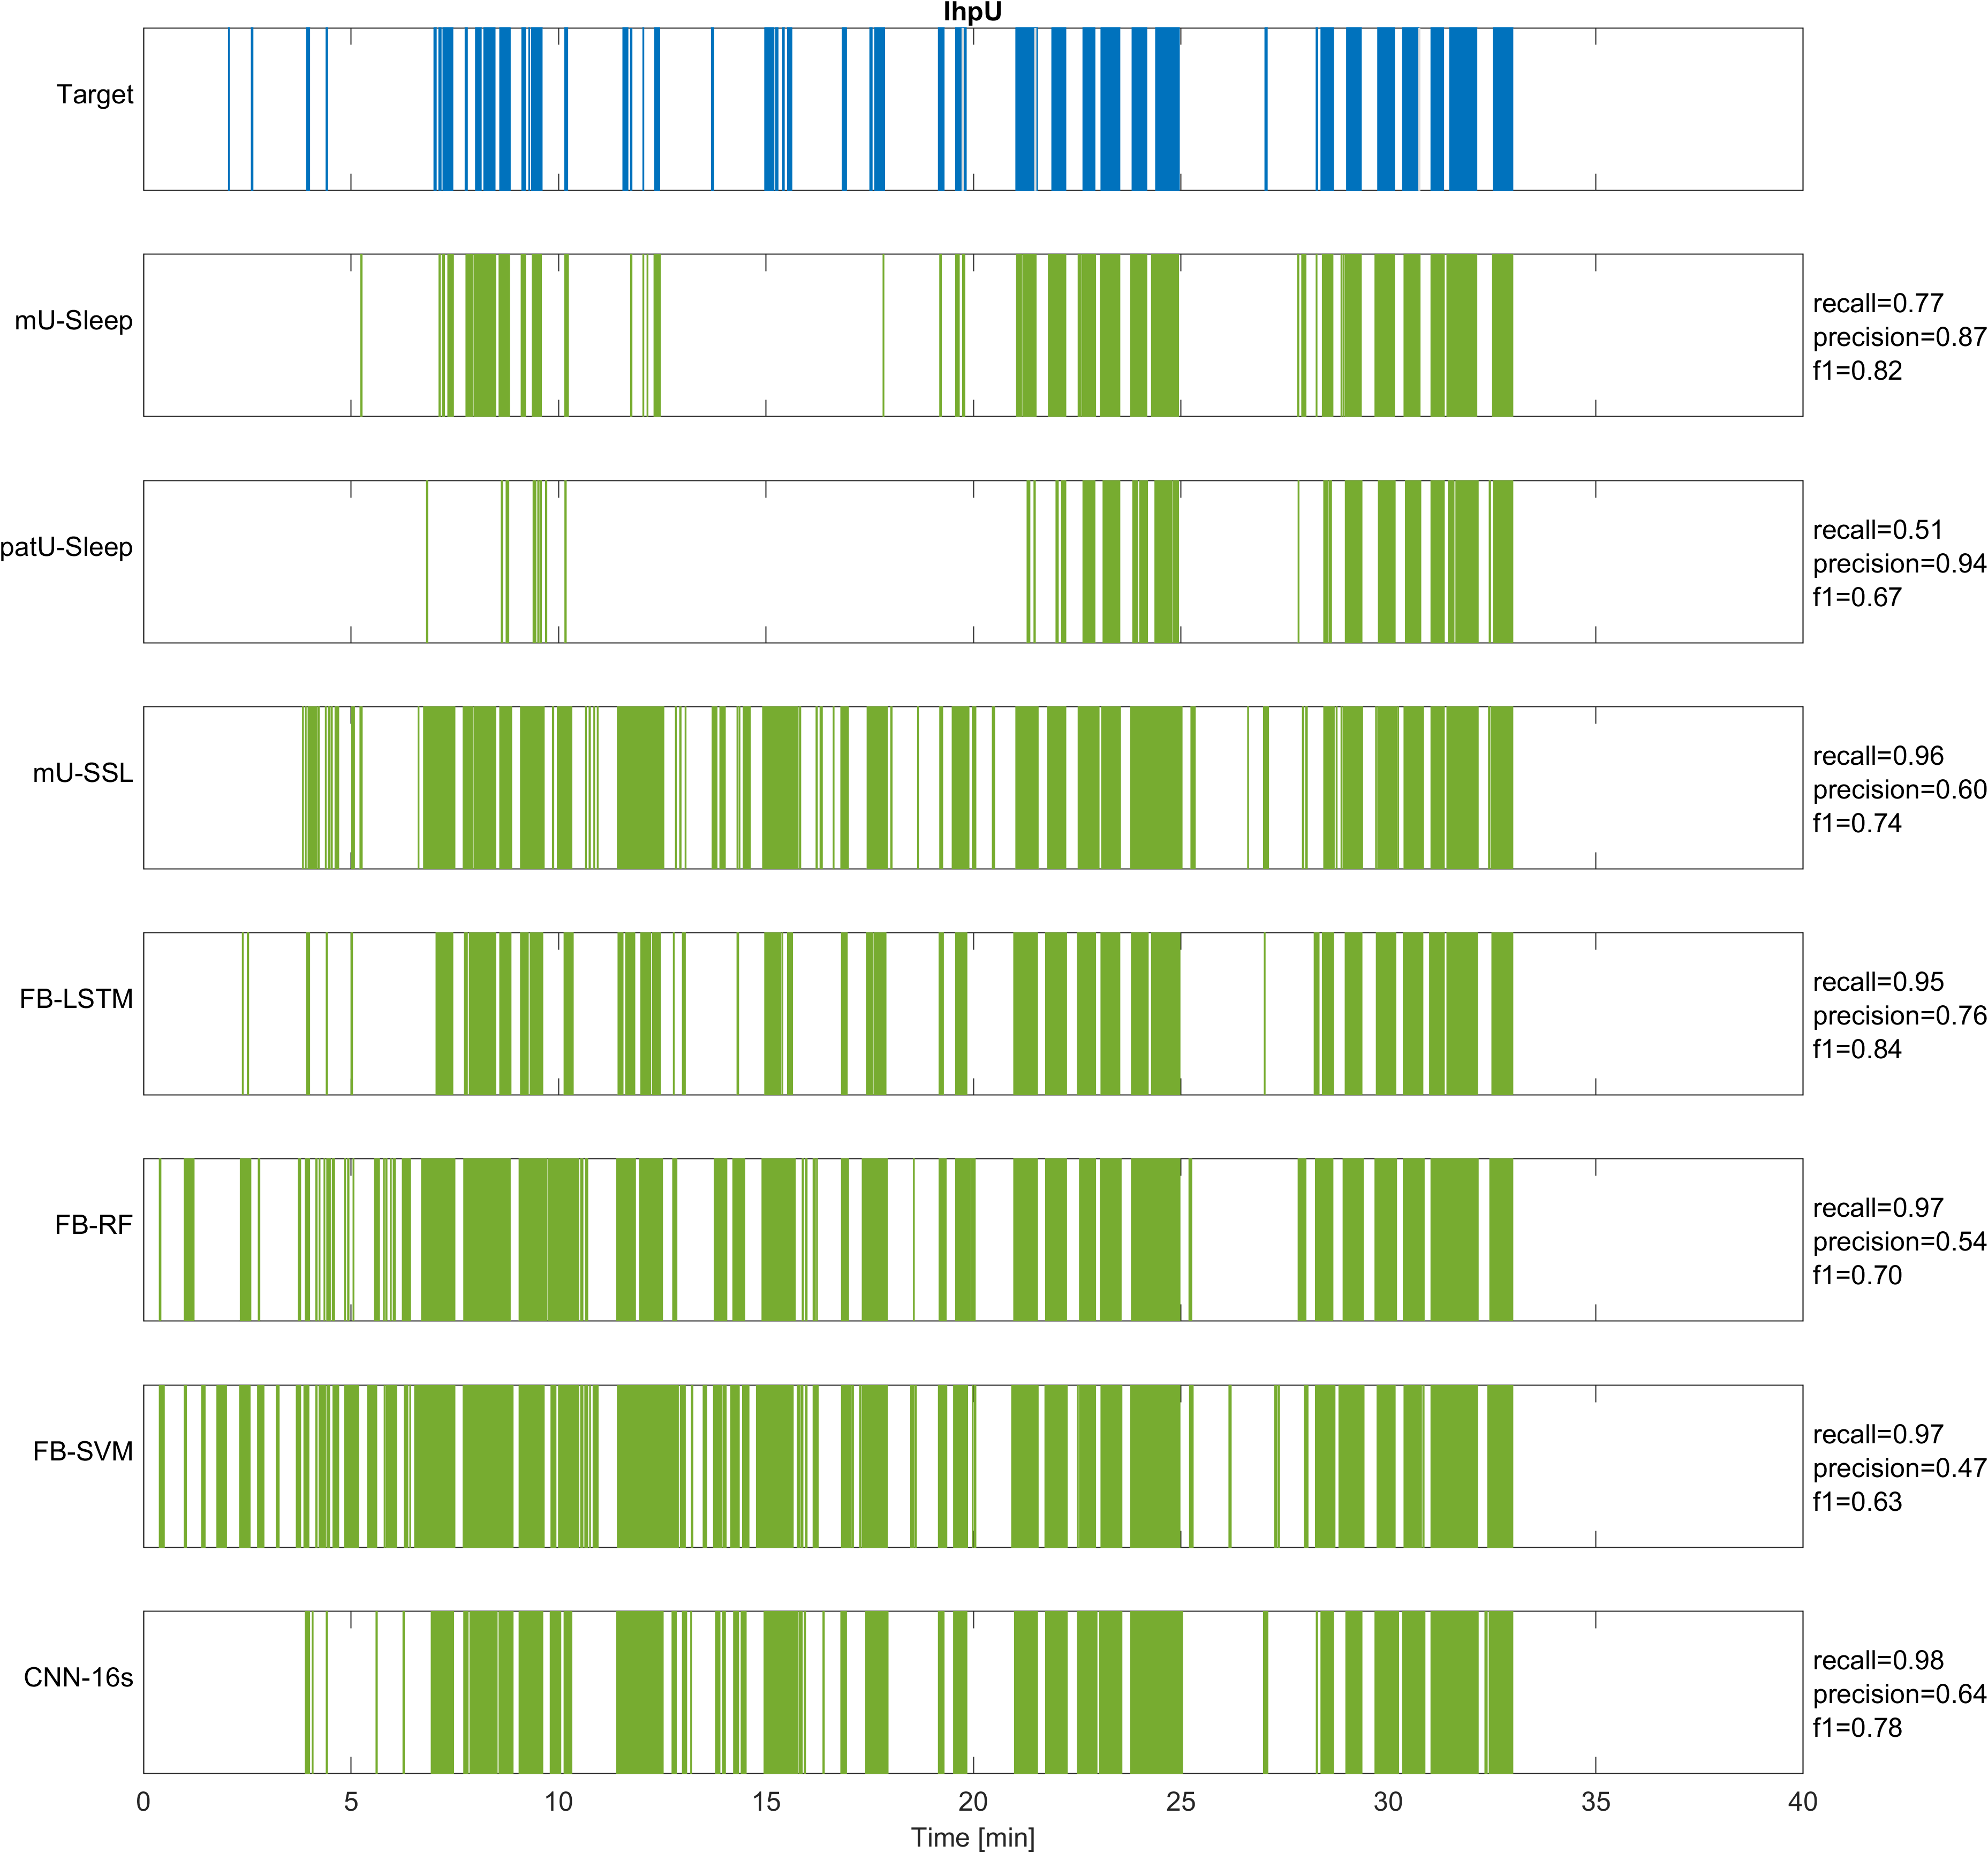 lhpU
Target
mU-Sleep
recall=0.77
precision=0.87
f1=0.82
patU-Sleep
recall=0.51
precision=0.94
f1=0.67
mU-SSL
recall=0.96
precision=0.60
f1=0.74
FB-LSTM
recall=0.95
precision=0.76
f1=0.84
FB-RF
recall=0.97
precision=0.54
f1=0.70
FB-SVM
recall=0.97
precision=0.47
f1=0.63
CNN-16s
recall=0.98
precision=0.64
f1=0.78
0 5 10 15 20 25 30 35 40
Time [min]